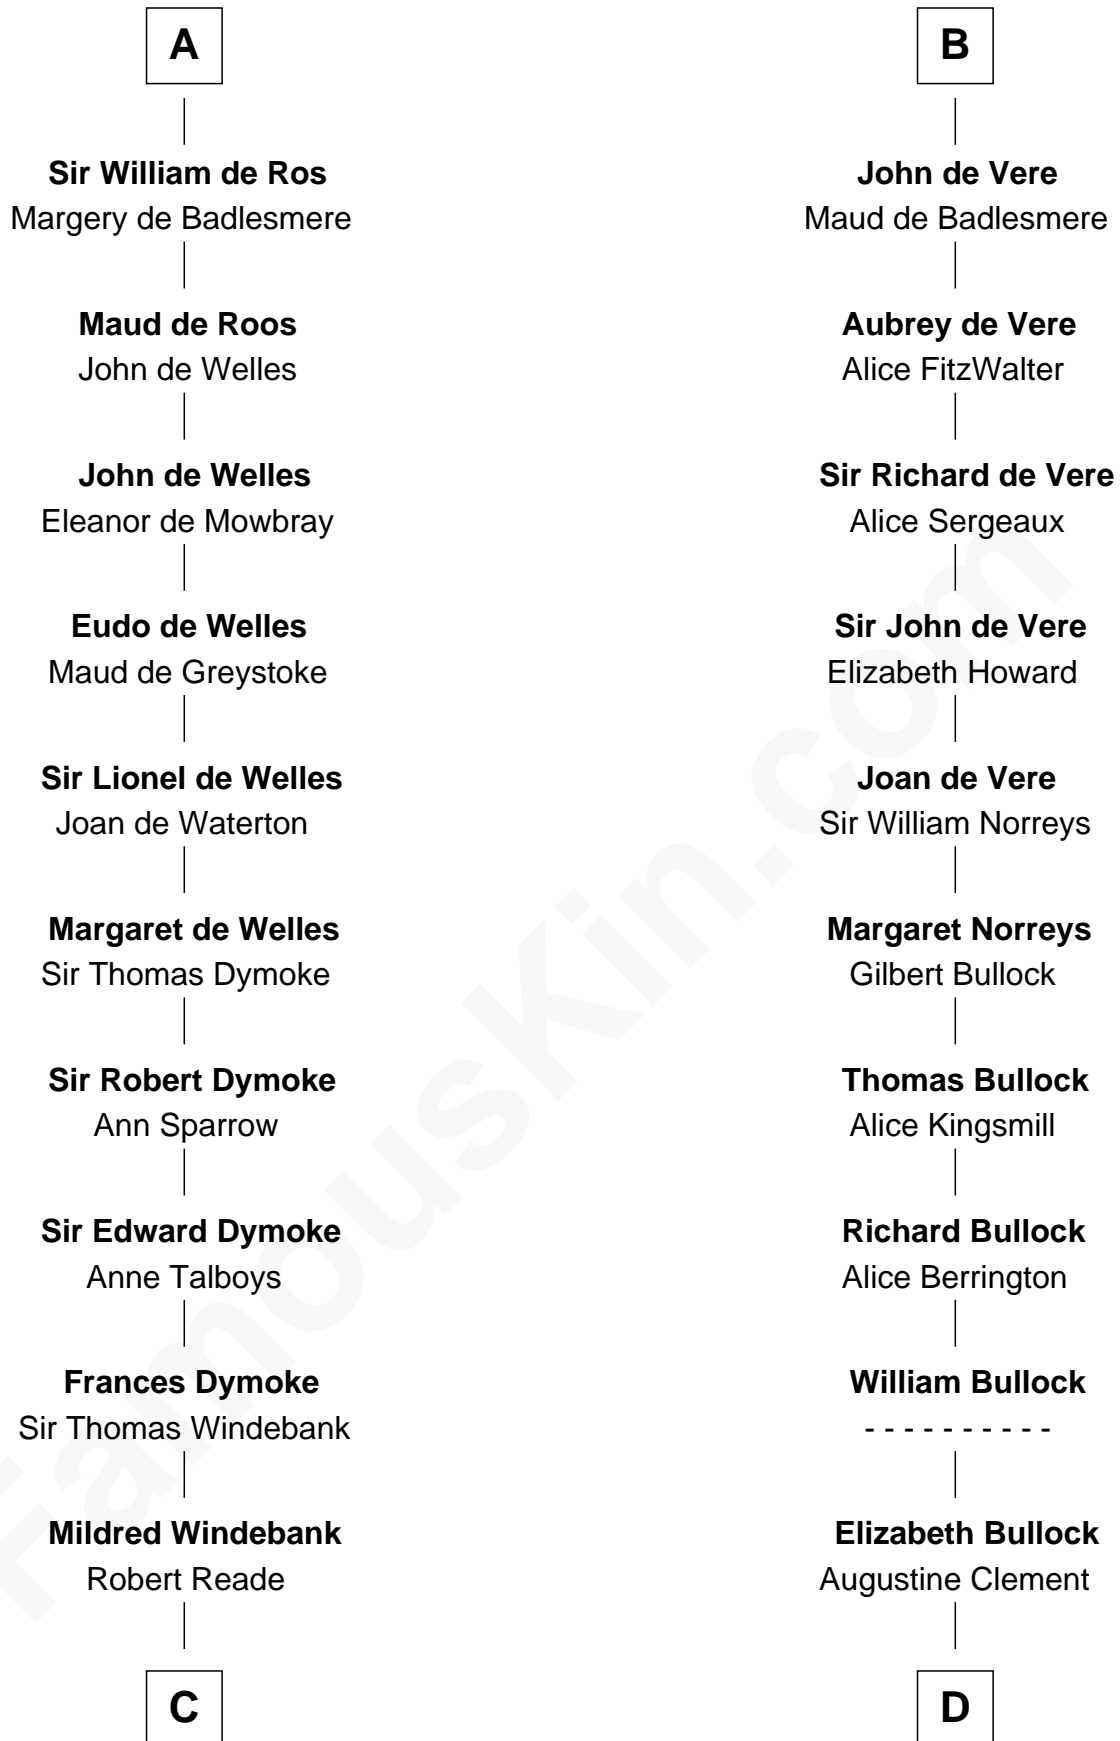 A
Sir William de Ros
Margery de Badlesmere
Maud de Roos
John de Welles
John de Welles
Eleanor de Mowbray
Eudo de Welles
Maud de Greystoke
Sir Lionel de Welles
Joan de Waterton
Margaret de Welles
Sir Thomas Dymoke
Sir Robert Dymoke
Ann Sparrow
Sir Edward Dymoke
Anne Talboys
Frances Dymoke
Sir Thomas Windebank
Mildred Windebank
Robert Reade
C
B
John de Vere
Maud de Badlesmere
Aubrey de Vere
Alice FitzWalter
Sir Richard de Vere
Alice Sergeaux
Sir John de Vere
Elizabeth Howard
Joan de Vere
Sir William Norreys
Margaret Norreys
Gilbert Bullock
Thomas Bullock
Alice Kingsmill
Richard Bullock
Alice Berrington
William Bullock
- - - - - - - - - -
Elizabeth Bullock
Augustine Clement
D
FamousKin.com